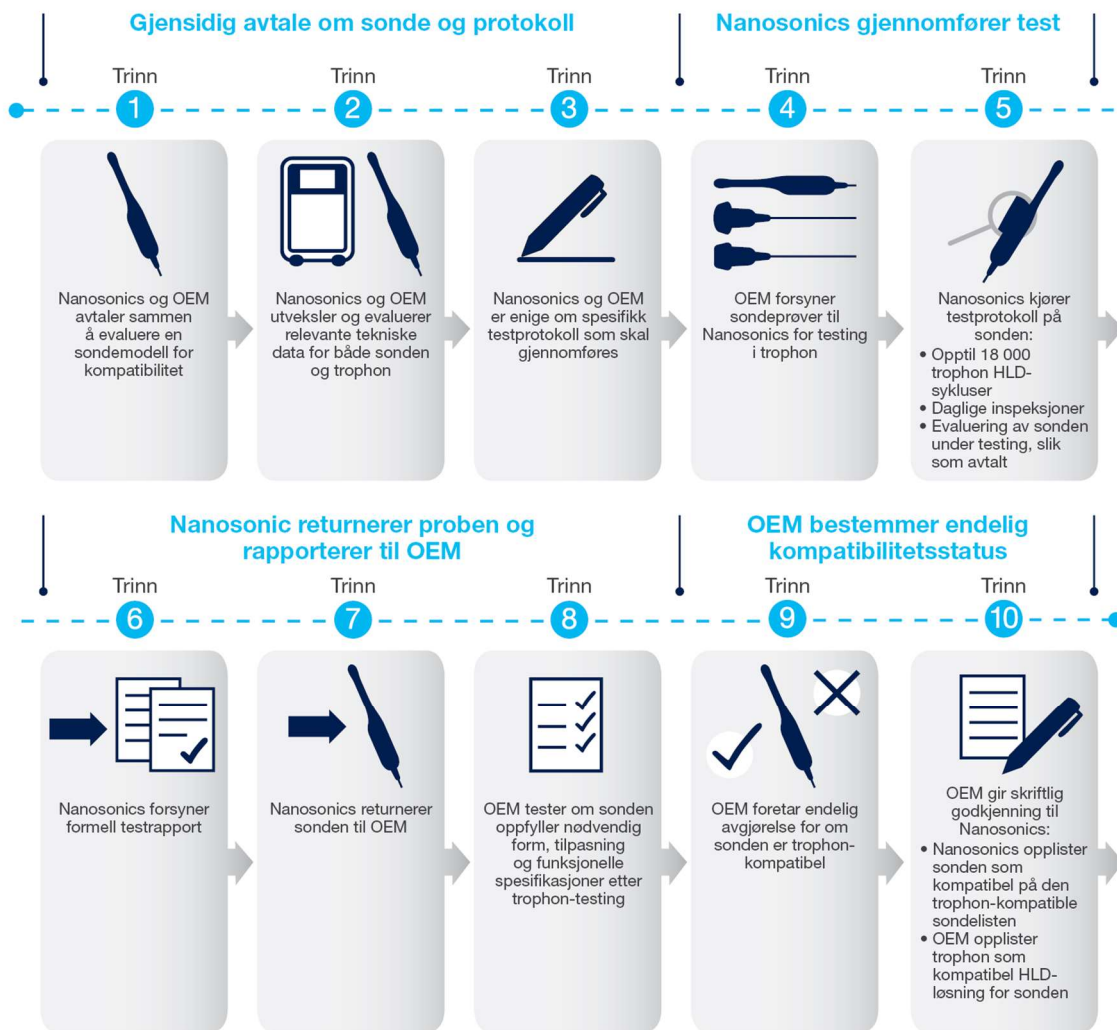 Gjensidig avtale om sonde og protokoll
Nanosonics gjennomfører test
Trinn
1
Nanosonics og OEM
avtaler sammen
å evaluere en
sondemodell for
kompatibilitet
Trinn
2
Nanosonics og OEM
utveksler og evaluerer
relevante tekniske
data for både sonden
og trophon
Trinn
3
Nanosonics og OEM
er enige om spesifikk
testprotokoll som skal
gjennomføres
Trinn
4
OEM forsyner
sondeprøver til
Nanosonics for testing
i trophon
Trinn
5
Nanosonics kjører
testprotokoll på
sonden:
• Opptil 18 000
trophon HLD-
sykluser
• Daglige inspeksjoner
• Evaluering av sonden
under testing, slik
som avtalt
Nanosonic returnerer proben og
rapporterer til OEM
OEM bestemmer endelig
kompatibilitetsstatus
Trinn
6
Nanosonics forsyner
formell testrapport
Trinn
7
Nanosonics returnerer
sonden til OEM
Trinn
8
OEM tester om sonden
oppfyller nødvendig
form, tilpasning
og funksjonelle
spesifikasjoner etter
trophon-testing
Trinn
9
OEM foretar endelig
avgjørelse for om
sonden er trophon-
kompatibel
Trinn
10
OEM gir skriftlig
godkjenning til
Nanosonics:
• Nanosonics opplister
sonden som
kompatibel på den
trophon-kompatible
sondelisten
• OEM opplister
trophon som
kompatibel HLD-
løsning for sonden